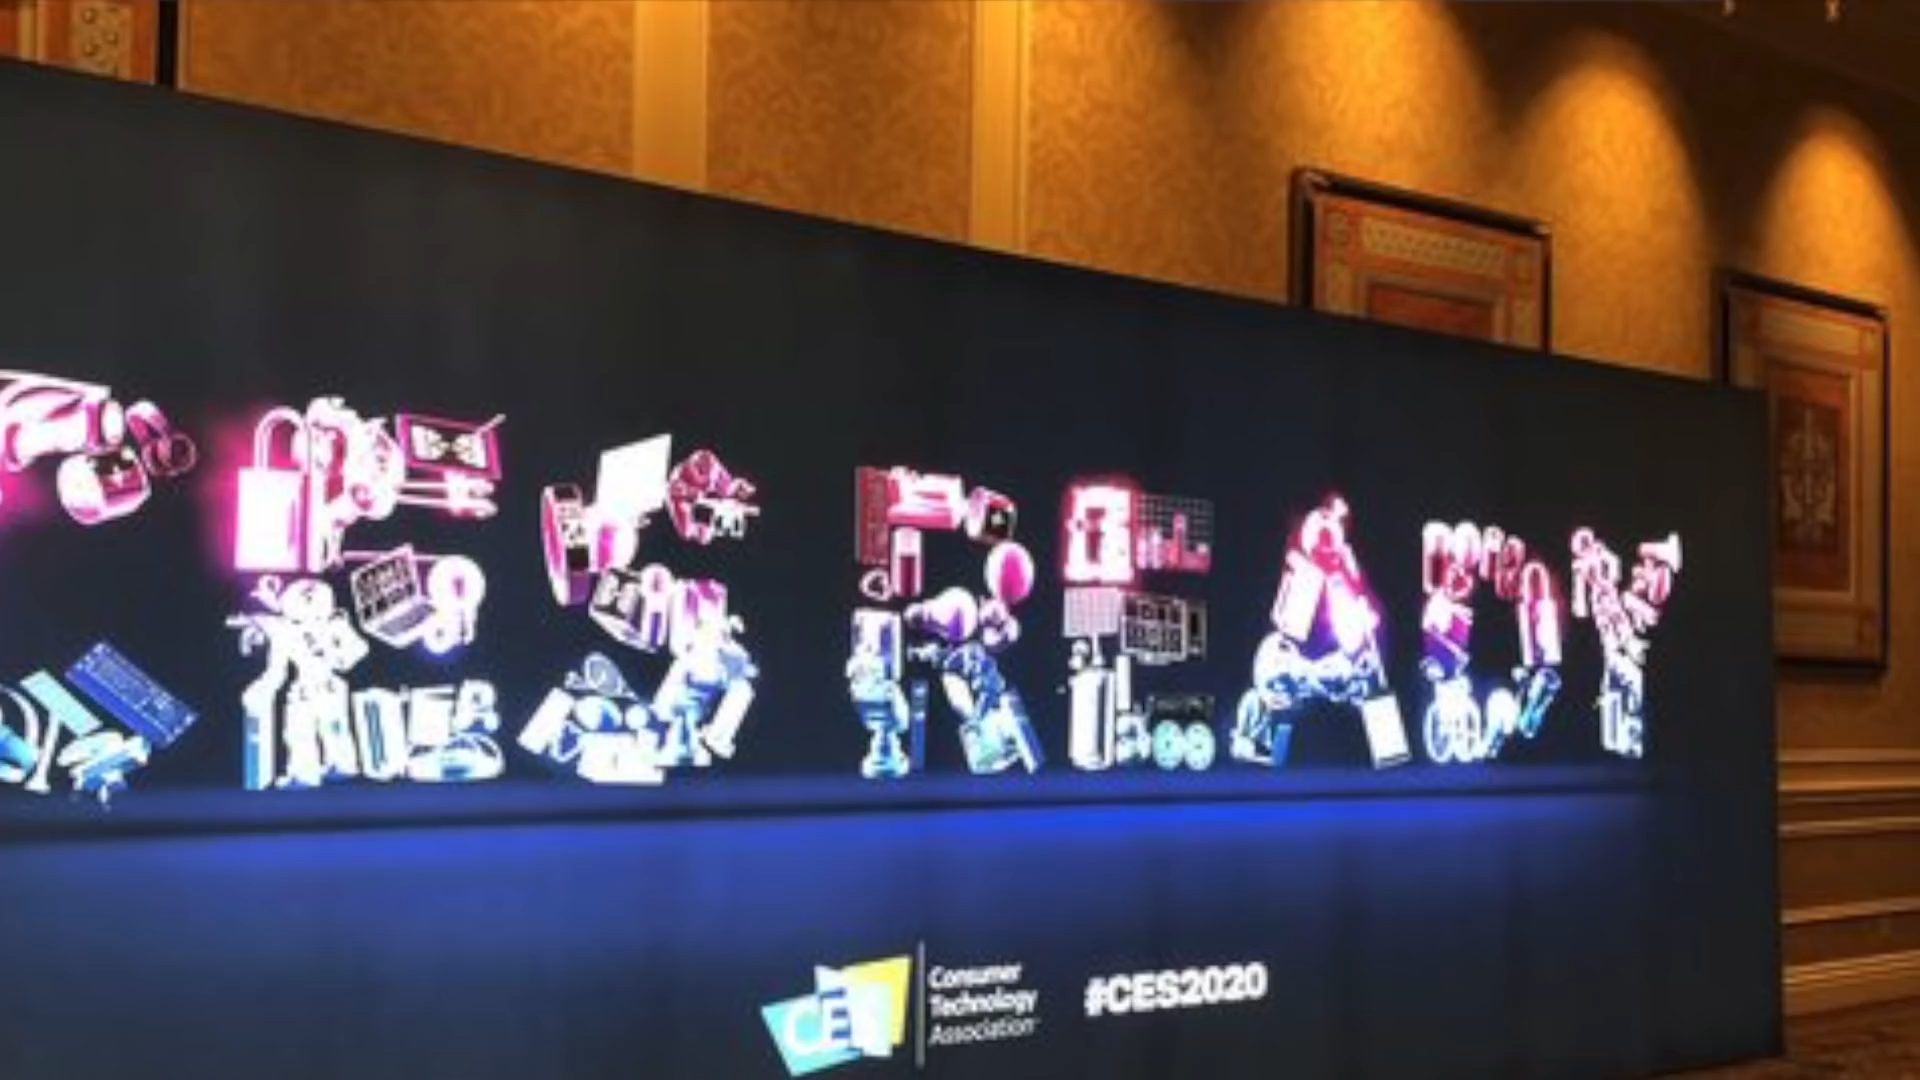 CES READY
CES
Consumer
Technology
Association
#CES2020